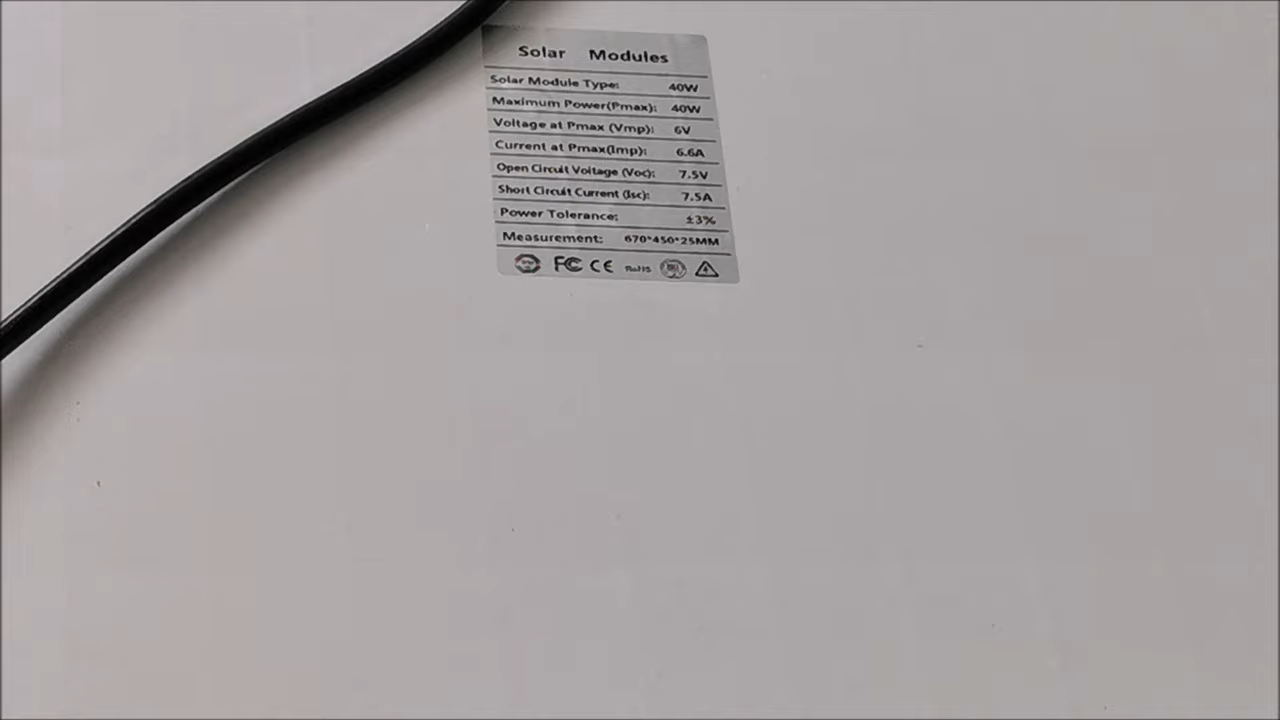 Solar Modules
Solar Module Type: 40W
Maximum Power(Pmax): 40W
Voltage at Pmax (Vmp): 6V
Current at Pmax(Imp): 6.6A
Open Circuit Voltage (Voc): 7.5V
Short Circuit Current (Isc): 7.5A
Power Tolerance: ±3%
Measurement: 670*450*25MM
FC CE RoHS